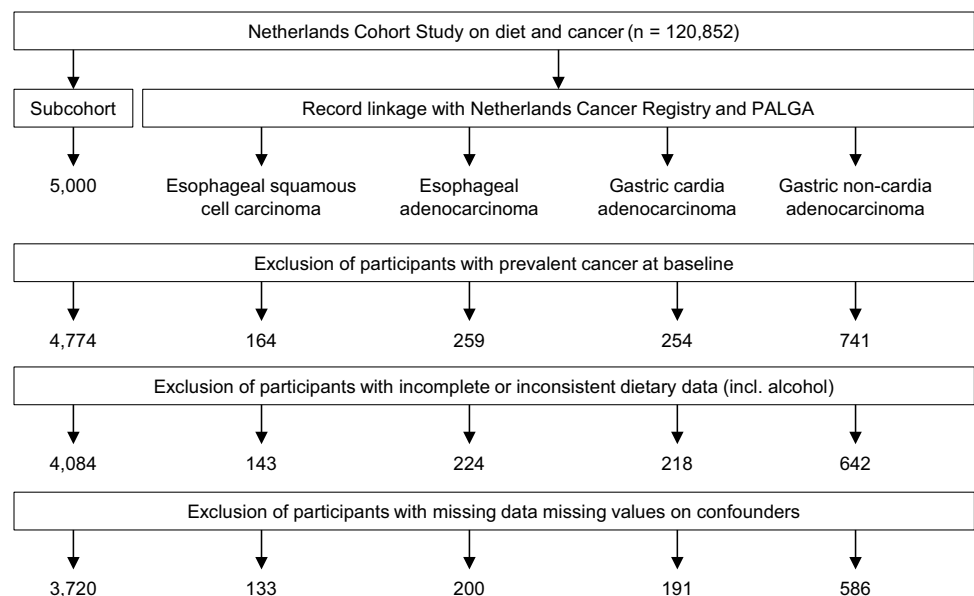 Netherlands Cohort Study on diet and cancer (n = 120,852)
Subcohort
Record linkage with Netherlands Cancer Registry and PALGA
5,000
Esophageal squamous
cell carcinoma
Esophageal
adenocarcinoma
Gastric cardia
adenocarcinoma
Gastric non-cardia
adenocarcinoma
Exclusion of participants with prevalent cancer at baseline
4,774 164 259 254 741
Exclusion of participants with incomplete or inconsistent dietary data (incl. alcohol)
4,084 143 224 218 642
Exclusion of participants with missing data missing values on confounders
3,720 133 200 191 586